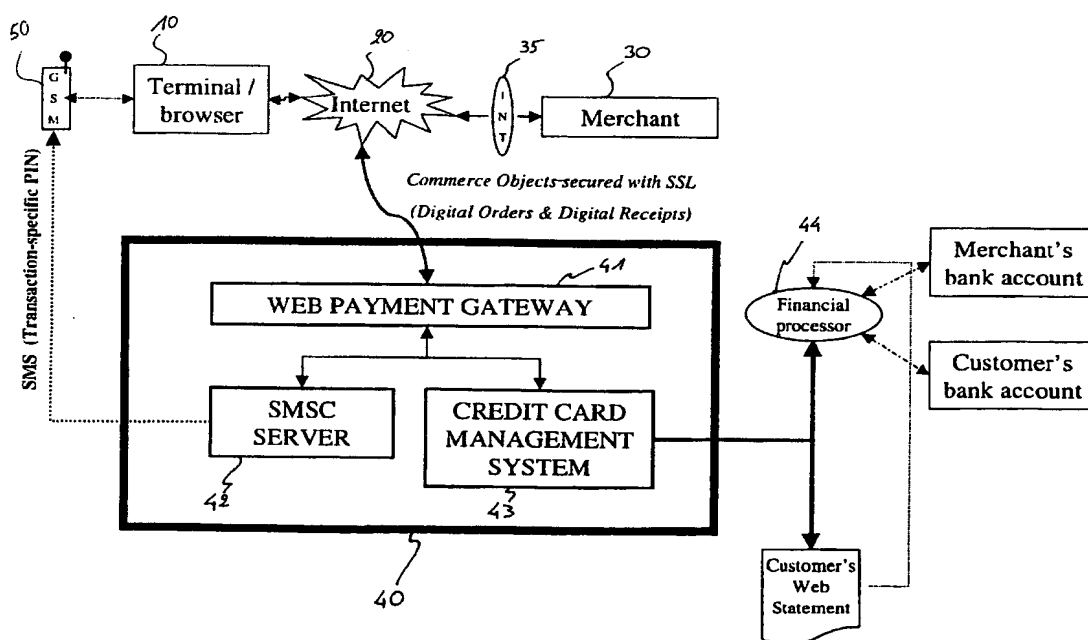 50
10
20
35
30
G
S
M
Terminal /
browser
Internet
I
N
T
Merchant
SMS (Transaction-specific PIN)
Commerce Objects-secured with SSL
(Digital Orders & Digital Receipts)
44
Merchant's
bank account
Financial
processor
Customer's
bank account
41
WEB PAYMENT GATEWAY
SMSC
SERVER
CREDIT CARD
MANAGEMENT
SYSTEM
42
43
40
Customer's
Web
Statement